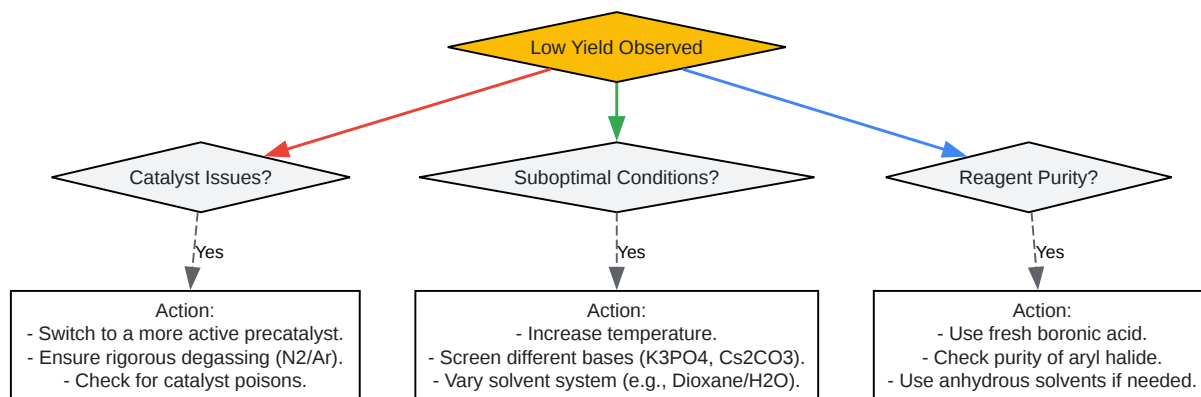 Low Yield Observed
Catalyst Issues?
Suboptimal Conditions?
Reagent Purity?
Yes
Yes
Yes
Action:
- Switch to a more active precatalyst.
- Ensure rigorous degassing (N2/Ar).
- Check for catalyst poisons.
Action:
- Increase temperature.
- Screen different bases (K3PO4, Cs2CO3).
- Vary solvent system (e.g., Dioxane/H2O).
Action:
- Use fresh boronic acid.
- Check purity of aryl halide.
- Use anhydrous solvents if needed.